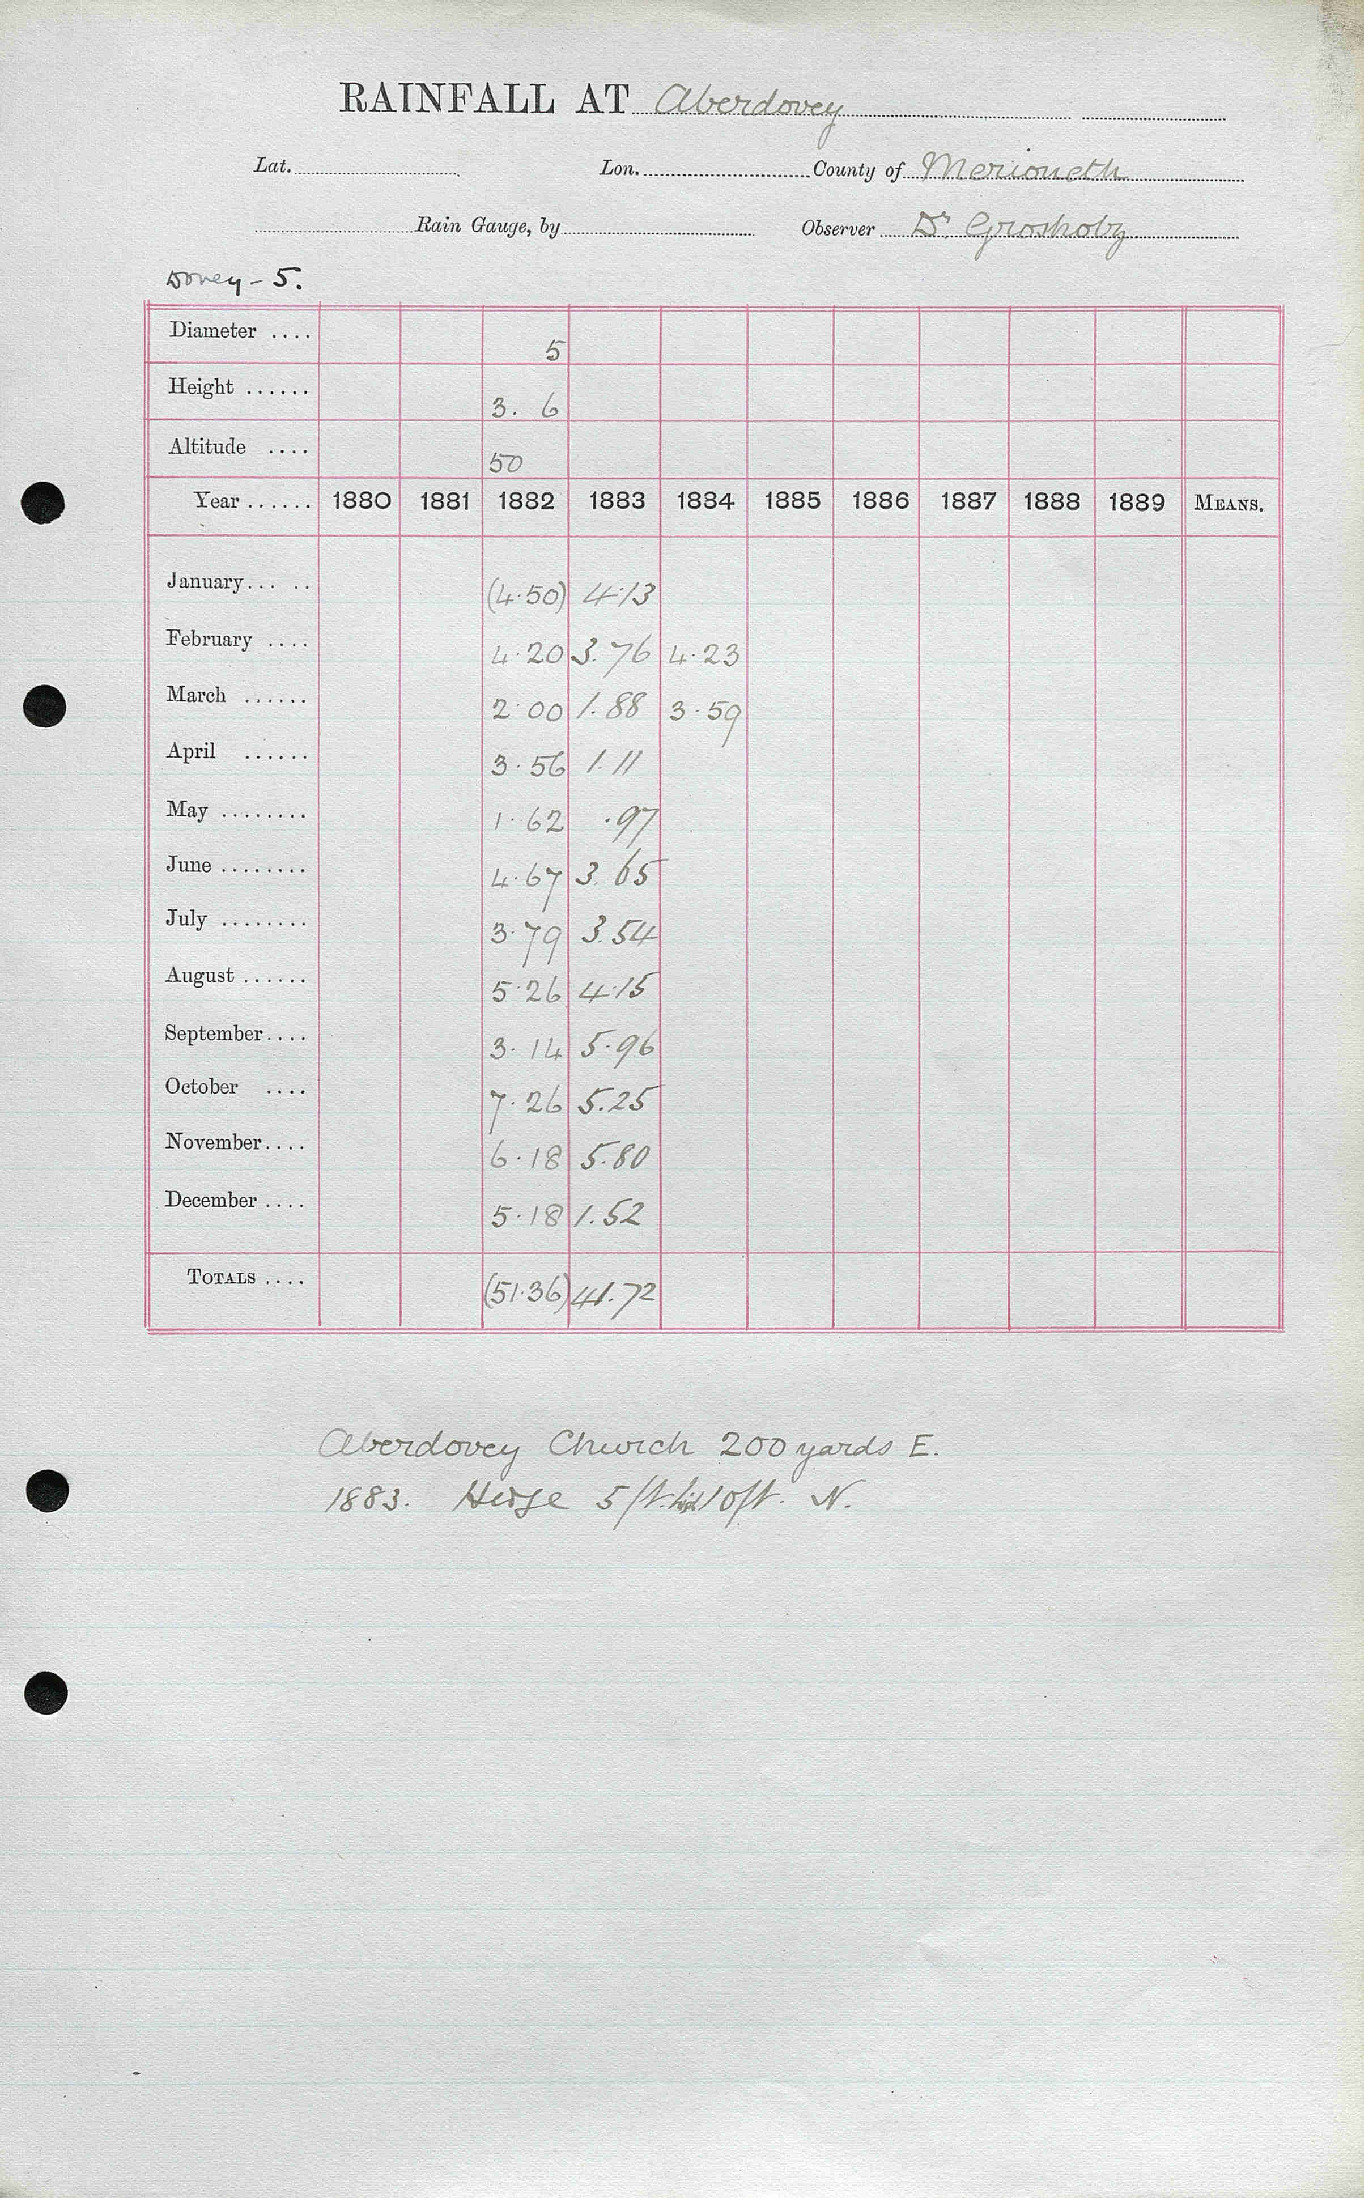 RAINFALL AT Aberdovey
Lat. Lon. County of Merioneth
Rain Gauge, by Observer Dr. Grosholz
Dovey - 5.
Diameter .... 5
Height ...... 3. 6
Altitude .... 50
Year ...... 1880 1881 1882 1883 1884 1885 1886 1887 1888 1889 MEANS.
January... .. (4.50) 4.13
February .... 4.20 3.76 4.23
March ...... 2.00 1.88 3.59
April ...... 3.56 1.11
May ........ 1.62 .97
June ........ 4.67 3.65
July ........ 3.79 3.54
August ...... 5.26 4.15
September.... 3.14 5.96
October .... 7.26 5.25
November.... 6.18 5.80
December .... 5.18 1.52
TOTALS .... (51.36) 41.72
Aberdovey Church 200 yards E.
1883. Hedge 5 ft. high 10 ft. N.